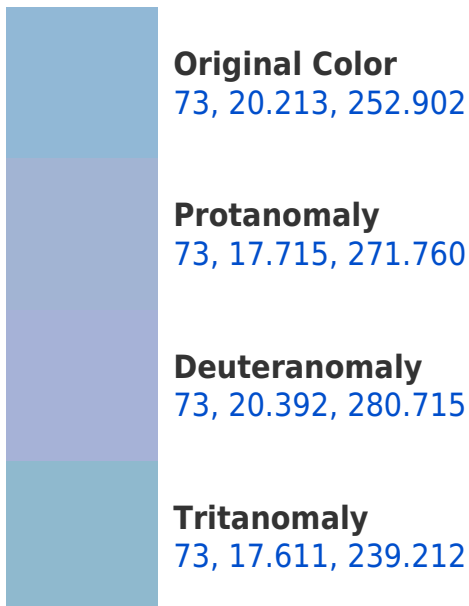 Original Color
73, 20.213, 252.902
Protanomaly
73, 17.715, 271.760
Deuteranomaly
73, 20.392, 280.715
Tritanomaly
73, 17.611, 239.212